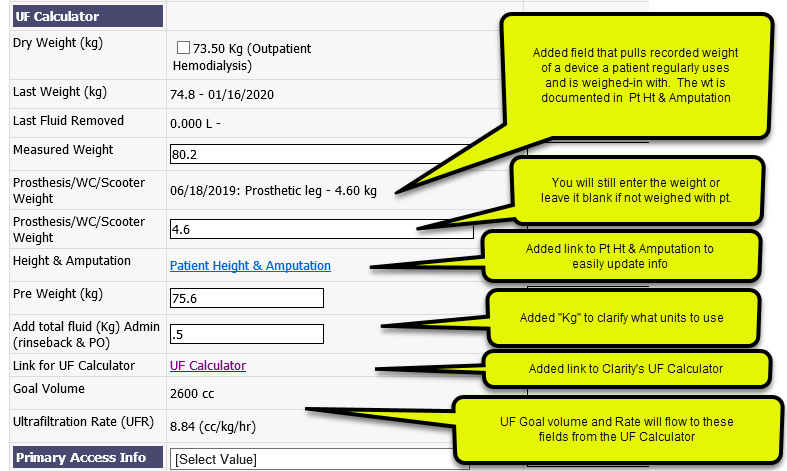 UF Calculator
Dry Weight (kg)
73.50 Kg (Outpatient
Hemodialysis)
Last Weight (kg)
74.8 - 01/16/2020
Last Fluid Removed
0.000 L -
Measured Weight
80.2
Prosthesis/WC/Scooter
Weight
06/18/2019: Prosthetic leg - 4.60 kg
Prosthesis/WC/Scooter
Weight
4.6
Height & Amputation
Patient Height & Amputation
Pre Weight (kg)
75.6
Add total fluid (Kg) Admin
(rinseback & PO)
.5
Link for UF Calculator
UF Calculator
Goal Volume
2600 cc
Ultrafiltration Rate (UFR)
8.84 (cc/kg/hr)
Primary Access Info
[Select Value]
Added field that pulls recorded weight
of a device a patient regularly uses
and is weighed-in with. The wt is
documented in Pt Ht & Amputation
You will still enter the weight or
leave it blank if not weighed with pt.
Added link to Pt Ht & Amputation to
easily update info
Added "Kg" to clarify what units to use
Added link to Clarity's UF Calculator
UF Goal volume and Rate will flow to these
fields from the UF Calculator